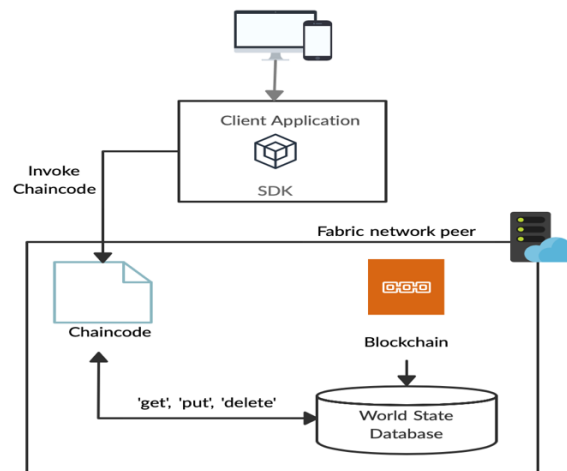 Client Application
SDK
Invoke
Chaincode
Fabric network peer
Chaincode
Blockchain
'get', 'put', 'delete'
World State
Database